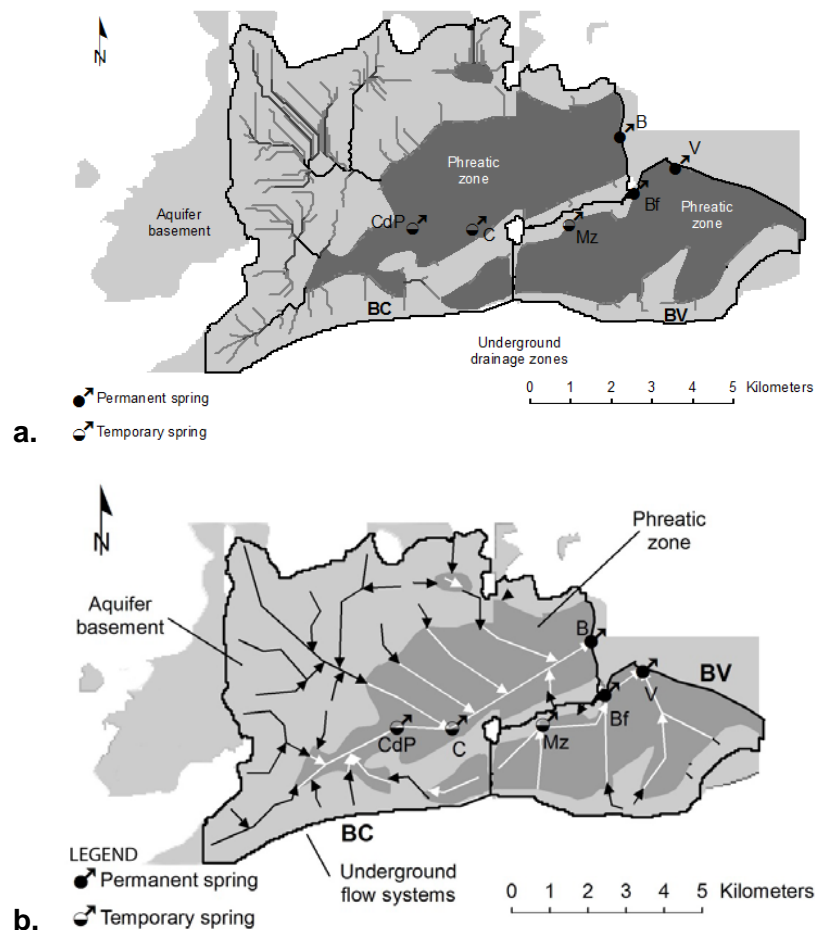 N
B
V
Phreatic
zone
Phreatic
zone
Aquifer
basement
CdP
C
Bf
Mz
BC
BV
Underground
drainage zones
0 1 2 3 4 5 Kilometers
Permanent spring
a.
Temporary spring
N
Phreatic
zone
Aquifer
basement
B
BV
V
Bf
CdP
C
Mz
BC
LEGEND
Permanent spring
Underground
flow systems
0 1 2 3 4 5 Kilometers
b.
Temporary spring